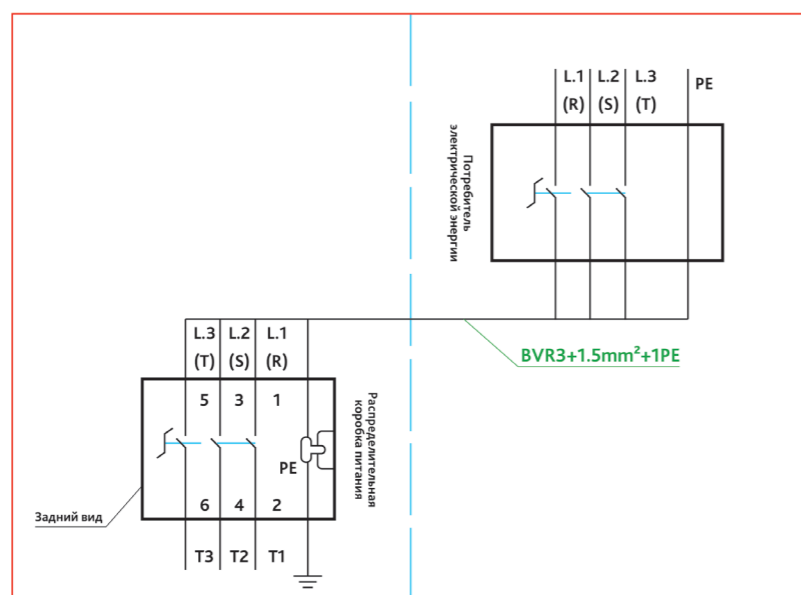 L.1 L.2 L.3 PE
(R) (S) (T)
Потребитель
электрической энергии
BVR3+1.5mm²+1PE
L.3 L.2 L.1
(T) (S) (R)
5 3 1
Распределительная
коробка питания
PE
6 4 2
Задний вид
T3 T2 T1